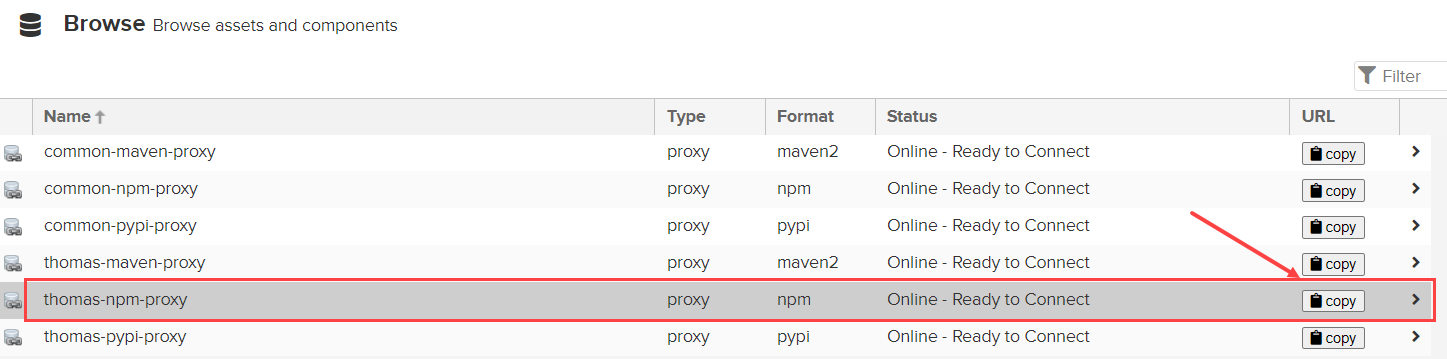 Browse Browse assets and components
Filter
Name Type Format Status URL
common-maven-proxy proxy maven2 Online - Ready to Connect copy
common-npm-proxy proxy npm Online - Ready to Connect copy
common-pypi-proxy proxy pypi Online - Ready to Connect copy
thomas-maven-proxy proxy maven2 Online - Ready to Connect copy
thomas-npm-proxy proxy npm Online - Ready to Connect copy
thomas-pypi-proxy proxy pypi Online - Ready to Connect copy